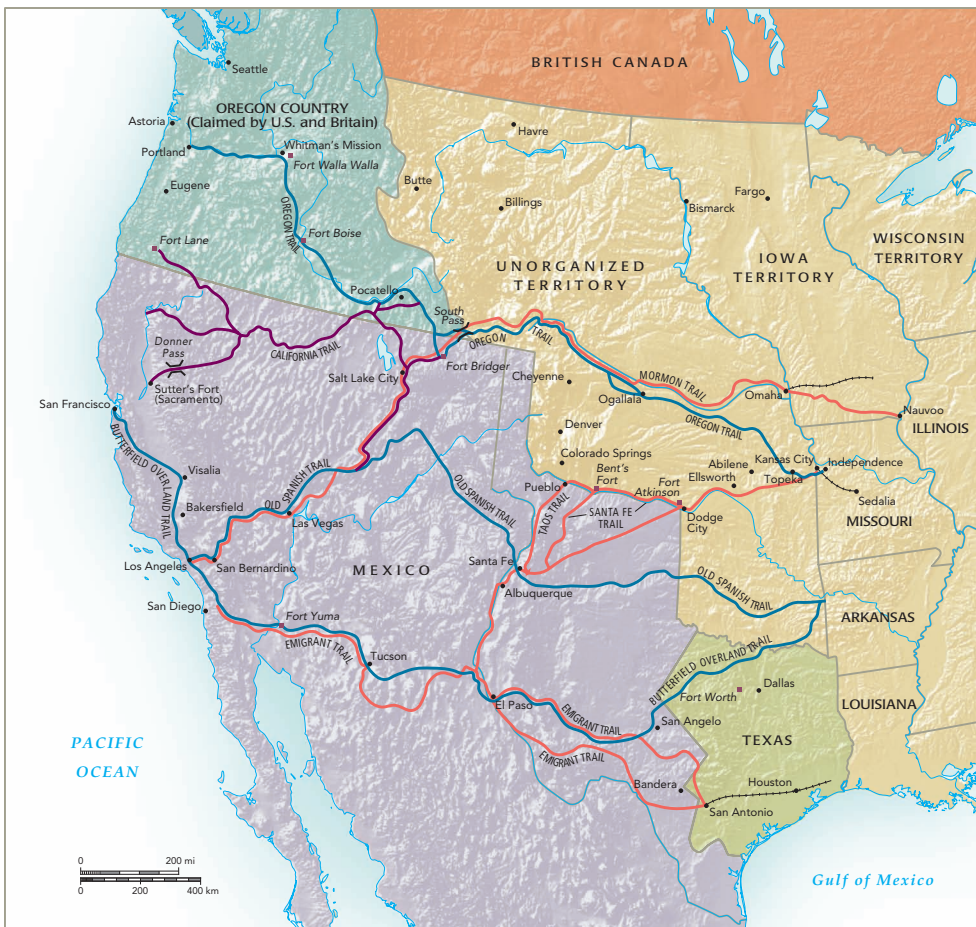 BRITISH CANADA
Seattle
OREGON COUNTRY
(Claimed by U.S. and Britain)
Astoria
Portland
Whitman's Mission
Fort Walla Walla
Havre
Eugene
Butte
Billings
Fargo
Bismarck
OREGON TRAIL
Fort Boise
Fort Lane
WISCONSIN
TERRITORY
IOWA
TERRITORY
UNORGANIZED
TERRITORY
Pocatello
South
Pass
OREGON
TRAIL
Donner
Pass
CALIFORNIA TRAIL
Fort Bridger
Salt Lake City
Cheyenne
MORMON TRAIL
Ogallala
Omaha
Sutter's Fort
(Sacramento)
San Francisco
Nauvoo
ILLINOIS
OREGON TRAIL
Denver
Colorado Springs
BUTTERFIELD OVERLAND TRAIL
Visalia
Bakersfield
OLD SPANISH TRAIL
Las Vegas
OLD SPANISH TRAIL
Pueblo
Bent's
Fort
Fort
Atkinson
Abilene
Ellsworth
Kansas City
Topeka
Independence
Sedalia
MISSOURI
TAOS TRAIL
SANTA FE
TRAIL
Dodge
City
Los Angeles
San Bernardino
MEXICO
Santa Fe
Albuquerque
OLD SPANISH TRAIL
San Diego
Fort Yuma
EMIGRANT TRAIL
Tucson
ARKANSAS
BUTTERFIELD OVERLAND TRAIL
Fort Worth
Dallas
El Paso
EMIGRANT TRAIL
San Angelo
LOUISIANA
TEXAS
EMIGRANT TRAIL
Bandera
Houston
San Antonio
PACIFIC
OCEAN
Gulf of Mexico
0
200 mi
0
200
400 km